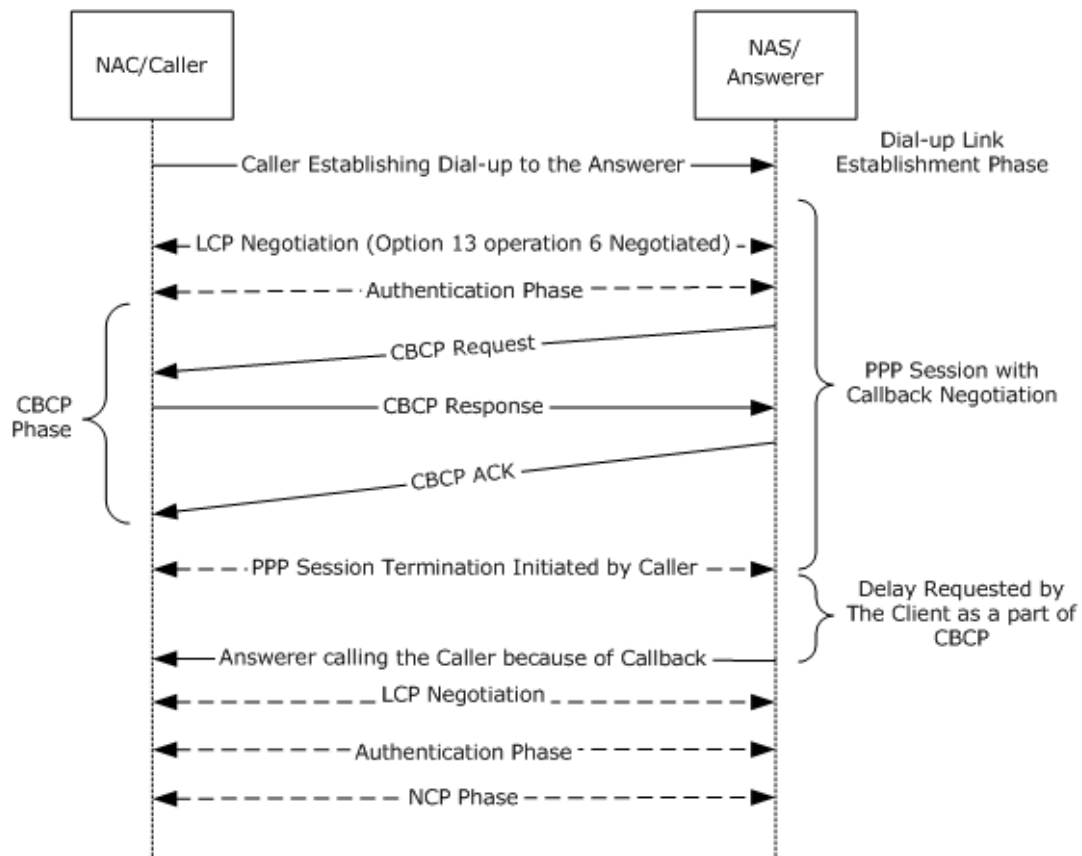 NAC/Caller
NAS/
Answerer
Caller Establishing Dial-up to the Answerer
Dial-up Link
Establishment Phase
LCP Negotiation (Option 13 operation 6 Negotiated)
Authentication Phase
CBCP Request
PPP Session with
Callback Negotiation
CBCP
Phase
CBCP Response
CBCP ACK
PPP Session Termination Initiated by Caller
Delay Requested by
The Client as a part of
CBCP
Answerer calling the Caller because of Callback
LCP Negotiation
Authentication Phase
NCP Phase